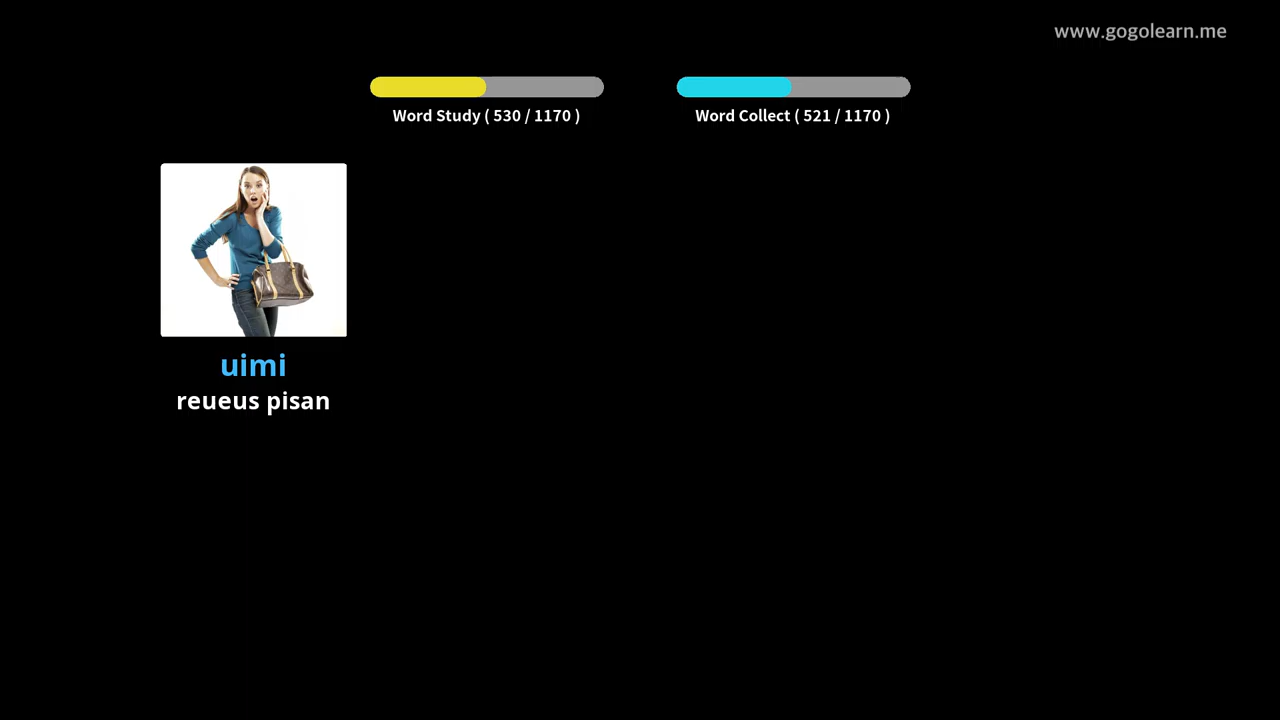 www.gogolearn.me
Word Study ( 530 / 1170 )
Word Collect ( 521 / 1170 )
uimi
reueus pisan